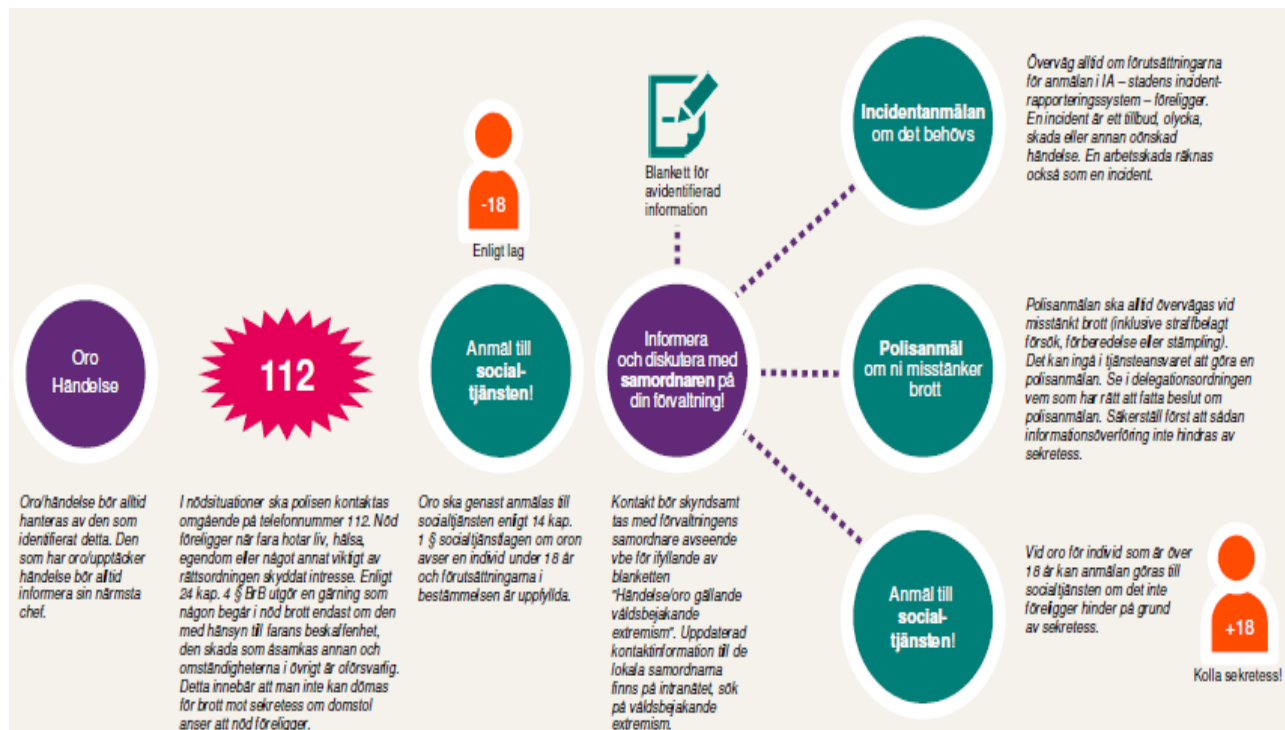 Oro
Händelse
Oro/händelse bör alltid
hanteras av den som
identifierat detta. Den
som har oro/upptäcker
händelse bör alltid
informera sin närmsta
chef.
112
I nödsituationer ska polisen kontaktas
omgående på telefonnummer 112. Nöd
föreligger när fara hotar liv, hälsa,
egendom eller något annat viktigt av
rättsordningen skyddat intresse. Enligt
24 kap. 4 § BrB utgör en gärning som
någon begår i nöd brott endast om den
med hänsyn till farans beskaffenhet,
den skada som åsamkas annan och
omständigheterna i övrigt är oförsvarlig.
Detta innebär att man inte kan dömas
för brott mot sekretess om domstol
anser att nöd föreligger.
-18
Enligt lag
Anmäl till
social-
tjänsten!
Oro ska genast anmälas till
socialtjänsten enligt 14 kap.
1 § socialtjänstlagen om oron
avser en individ under 18 år
och förutsättningarna i
bestämmelsen är uppfyllda.
Blankett för
avidentifierad
information
Informera
och diskutera med
samordnaren på
din förvaltning!
Kontakt bör skyndsamt
tas med förvaltningens
samordnare avseende
vbe för ifyllande av
blanketten
"Händelse/oro gällande
våldsbejakande
extremism". Uppdaterad
kontaktinformation till de
lokala samordnarna
finns på intranätet, sök
på våldsbejakande
extremism.
Incidentanmälan
om det behövs
Överväg alltid om förutsättningarna
för anmälan i IA – stadens incident-
rapporteringssystem – föreligger.
En incident är ett tillbud, olycka,
skada eller annan oönskad
händelse. En arbetsskada räknas
också som en incident.
Polisanmäl
om ni misstänker
brott
Polisanmälan ska alltid övervägas vid
misstänkt brott (inklusive straffbelagt
försök, förberedelse eller stämpling).
Det kan ingå i tjänsteansvaret att göra en
polisanmälan. Se i delegationsordningen
vem som har rätt att fatta beslut om
polisanmälan. Säkerställ först att sådan
informationsöverföring inte hindras av
sekretess.
Anmäl till
social-
tjänsten!
Vid oro för individ som är över
18 år kan anmälan göras till
socialtjänsten om det inte
föreligger hinder på grund
av sekretess.
+18
Kolla sekretess!